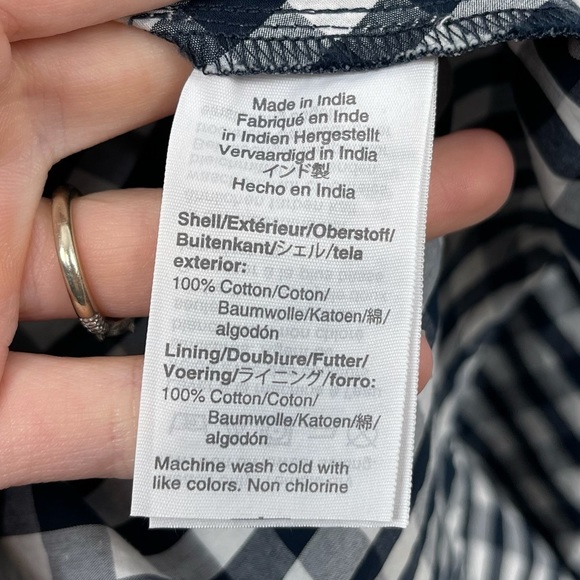 Made in India
Fabriqué en Inde
in Indien Hergestellt
Vervaardigd in India
インド製
Hecho en India
Shell/Extérieur/Oberstoff/
Buitenkant/シェル/tela
exterior:
100% Cotton/Coton/
Baumwolle/Katoen/綿/
algodón
Lining/Doublure/Futter/
Voering/ライニング/forro:
100% Cotton/Coton/
Baumwolle/Katoen/綿/
algodón
Machine wash cold with
like colors. Non chlorine